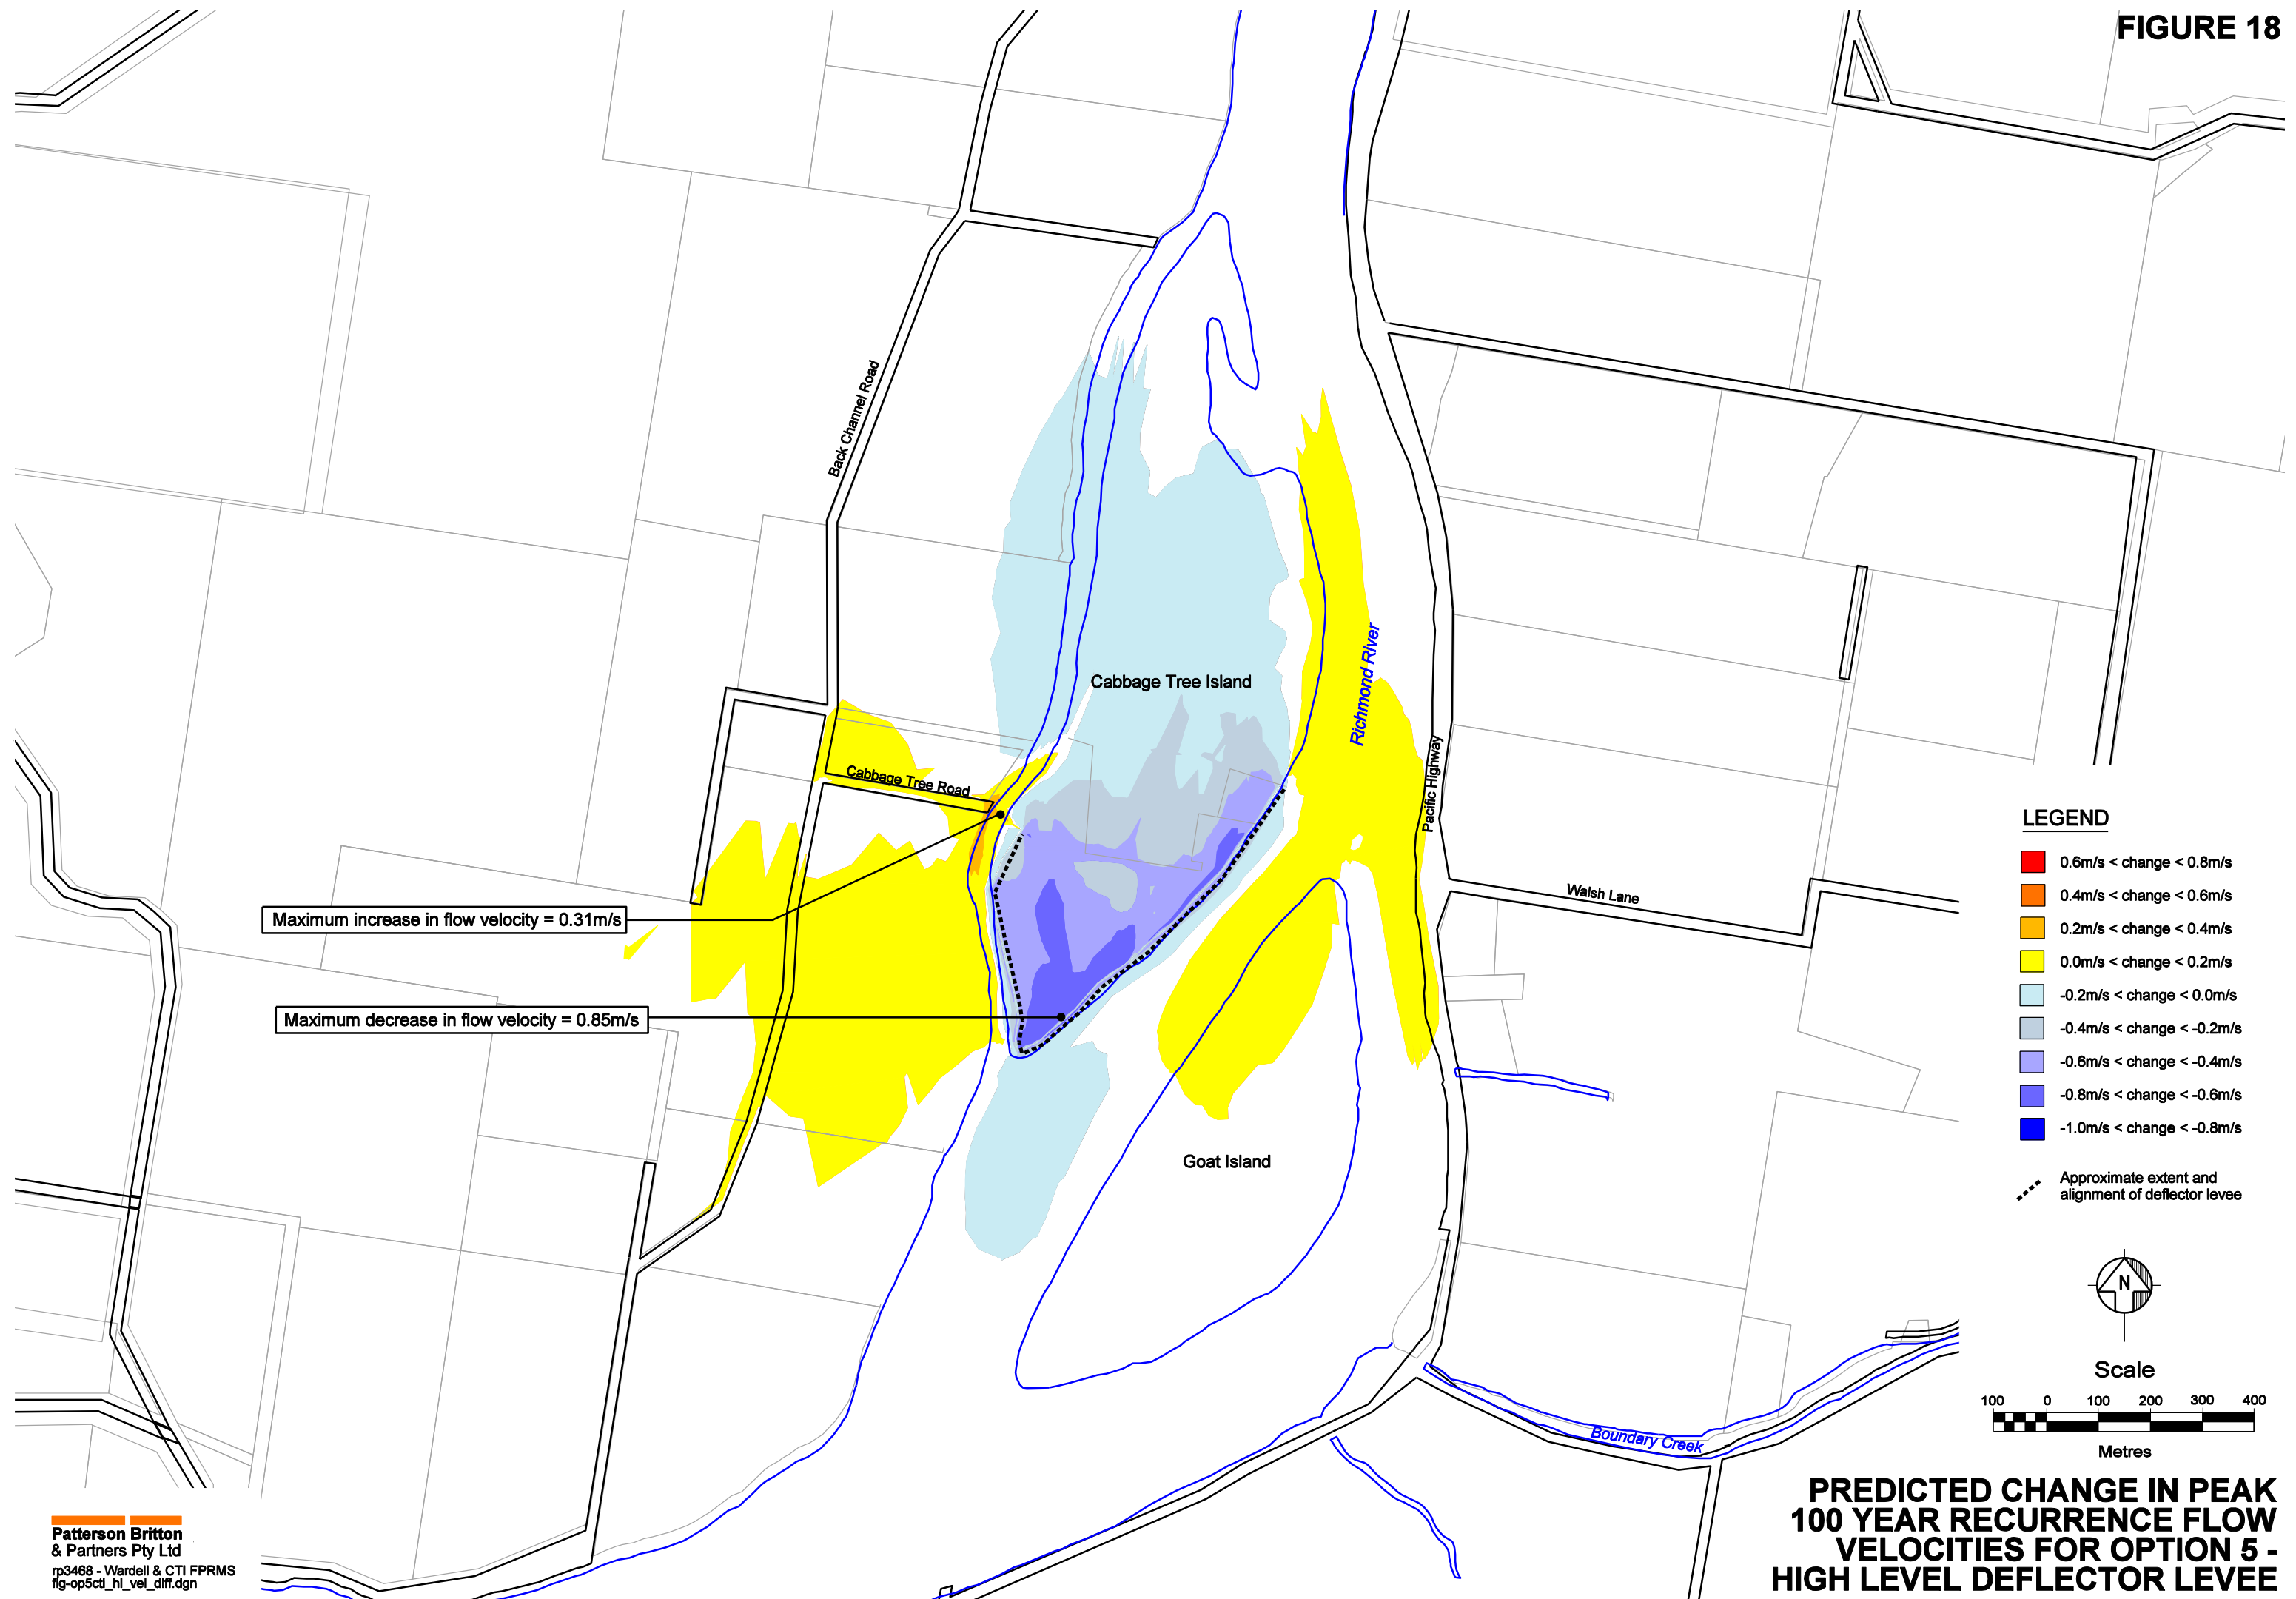 FIGURE 18
Back Channel Road
Cabbage Tree Island
Richmond River
Pacific Highway
Cabbage Tree Road
Walsh Lane
Maximum increase in flow velocity = 0.31m/s
Maximum decrease in flow velocity = 0.85m/s
Goat Island
Boundary Creek
LEGEND
0.6m/s < change < 0.8m/s
0.4m/s < change < 0.6m/s
0.2m/s < change < 0.4m/s
0.0m/s < change < 0.2m/s
-0.2m/s < change < 0.0m/s
-0.4m/s < change < -0.2m/s
-0.6m/s < change < -0.4m/s
-0.8m/s < change < -0.6m/s
-1.0m/s < change < -0.8m/s
Approximate extent and
alignment of deflector levee
N
Scale
100 0 100 200 300 400
Metres
PREDICTED CHANGE IN PEAK
100 YEAR RECURRENCE FLOW
VELOCITIES FOR OPTION 5 -
HIGH LEVEL DEFLECTOR LEVEE
Patterson Britton
& Partners Pty Ltd
rp3468 - Wardell & CTI FPRMS
fig-op5cti_hl_vel_diff.dgn